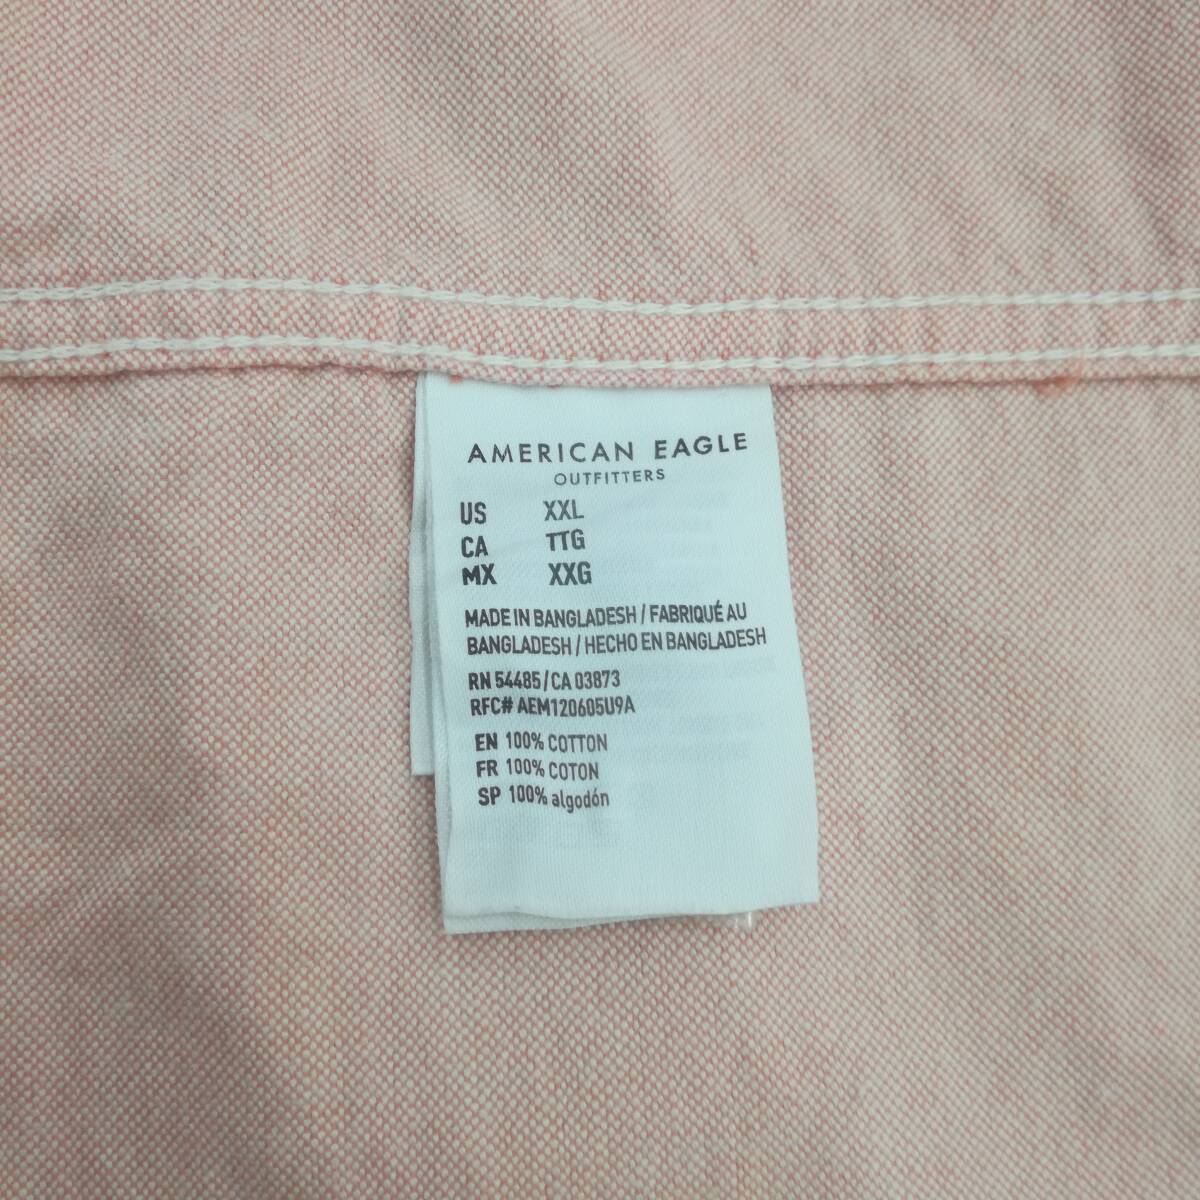 AMERICAN EAGLE
OUTFITTERS
US XXL
CA TTG
MX XXG
MADE IN BANGLADESH / FABRIQUÉ AU
BANGLADESH / HECHO EN BANGLADESH
RN 54485 / CA 03873
RFC# AEM120605U9A
EN 100% COTTON
FR 100% COTON
SP 100% algodón